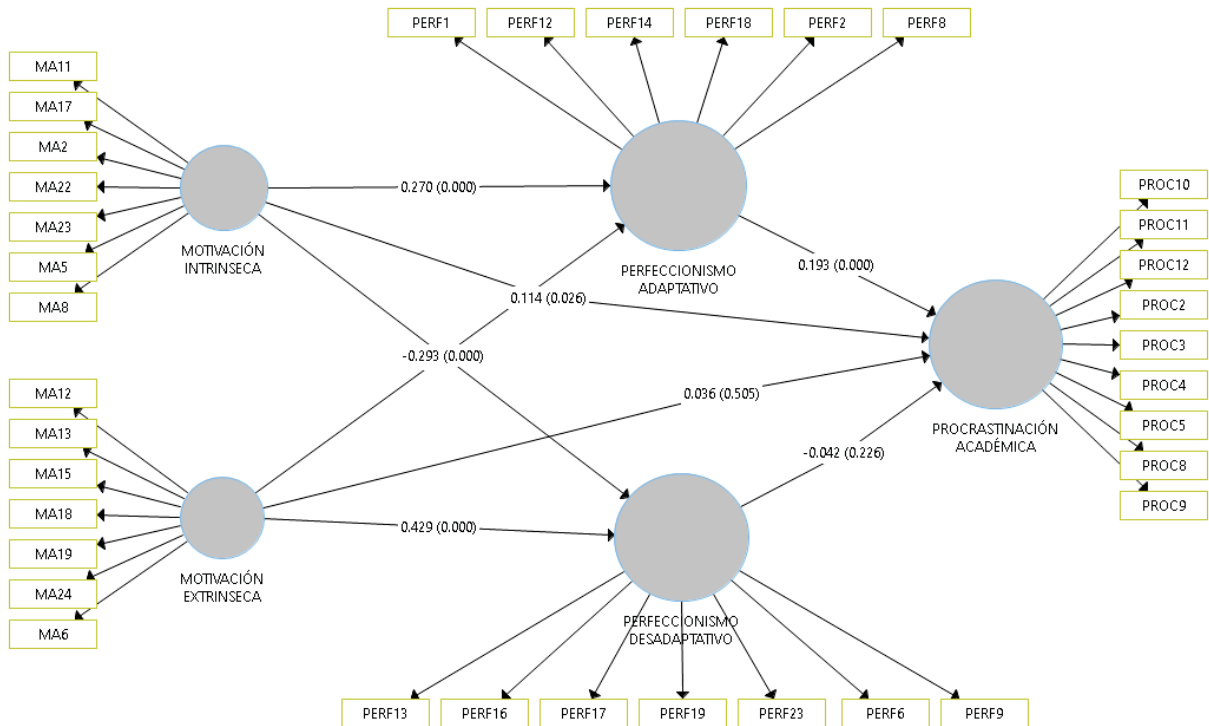 PERF1
PERF12
PERF14
PERF18
PERF2
PERF8
MA11
MA17
MA2
MA22
MA23
MA5
MA8
MOTIVACIÓN
INTRINSECA
0.270 (0.000)
PERFECCIONISMO
ADAPTATIVO
0.193 (0.000)
0.114 (0.026)
-0.293 (0.000)
0.036 (0.505)
-0.042 (0.226)
0.429 (0.000)
MA12
MA13
MA15
MA18
MA19
MA24
MA6
MOTIVACIÓN
EXTRINSECA
PERFECCIONISMO
DESADAPTATIVO
PROCRASTINACIÓN
ACADÉMICA
PROC10
PROC11
PROC12
PROC2
PROC3
PROC4
PROC5
PROC8
PROC9
PERF13
PERF16
PERF17
PERF19
PERF23
PERF6
PERF9